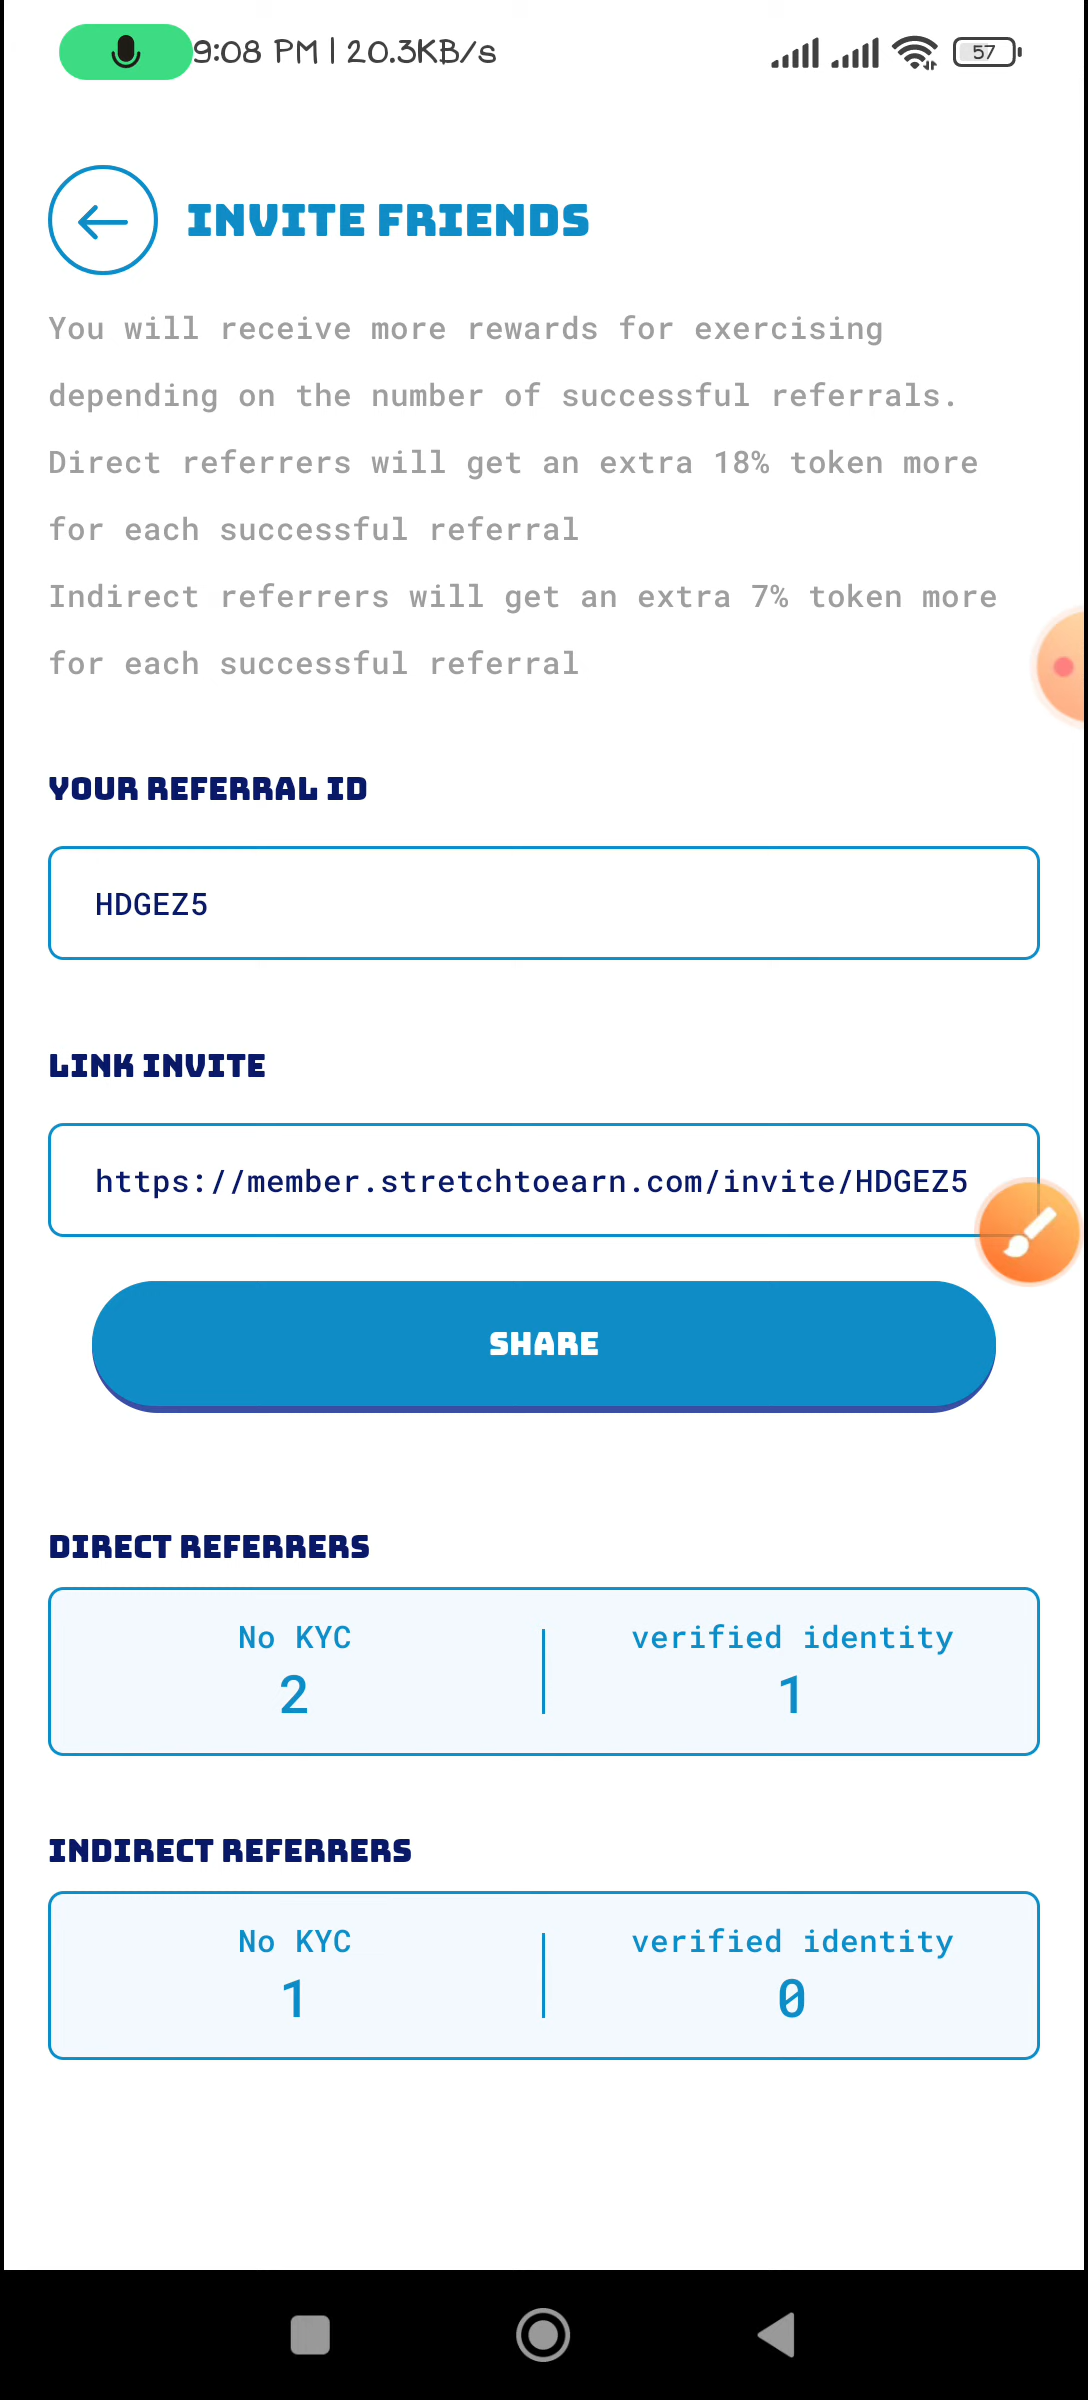 9:08 PM | 20.3KB/s
57
INVITE FRIENDS
You will receive more rewards for exercising
depending on the number of successful referrals.
Direct referrers will get an extra 18% token more
for each successful referral
Indirect referrers will get an extra 7% token more
for each successful referral
YOUR REFERRAL ID
HDGEZ5
LINK INVITE
https://member.stretchtoearn.com/invite/HDGEZ5
SHARE
DIRECT REFERRERS
No KYC verified identity
2 1
INDIRECT REFERRERS
No KYC verified identity
1 0